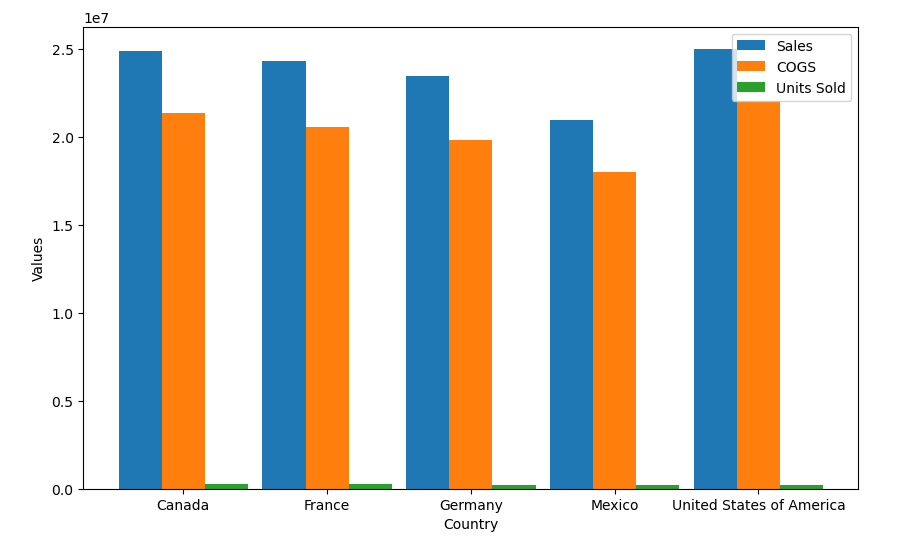 1e7
2.5
2.0
1.5
1.0
0.5
0.0
Values
Sales
COGS
Units Sold
Canada France Germany Mexico United States of America
Country